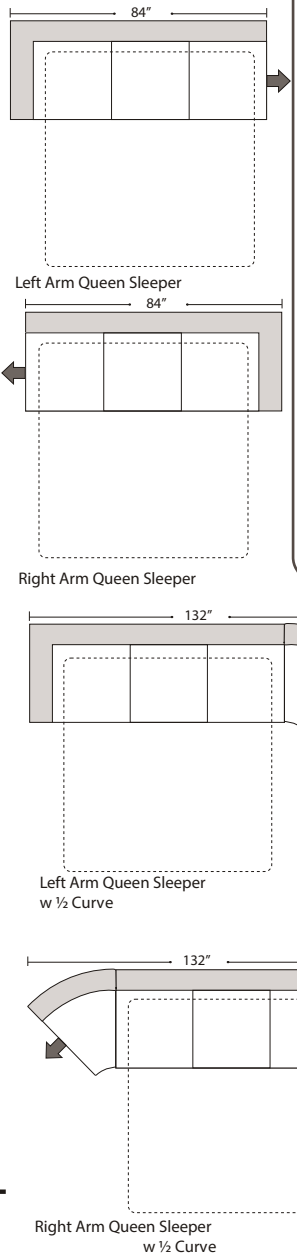 84”
Left Arm Queen Sleeper
84”
Right Arm Queen Sleeper
132”
Left Arm Queen Sleeper
w ½ Curve
132”
Right Arm Queen Sleeper
w ½ Curve